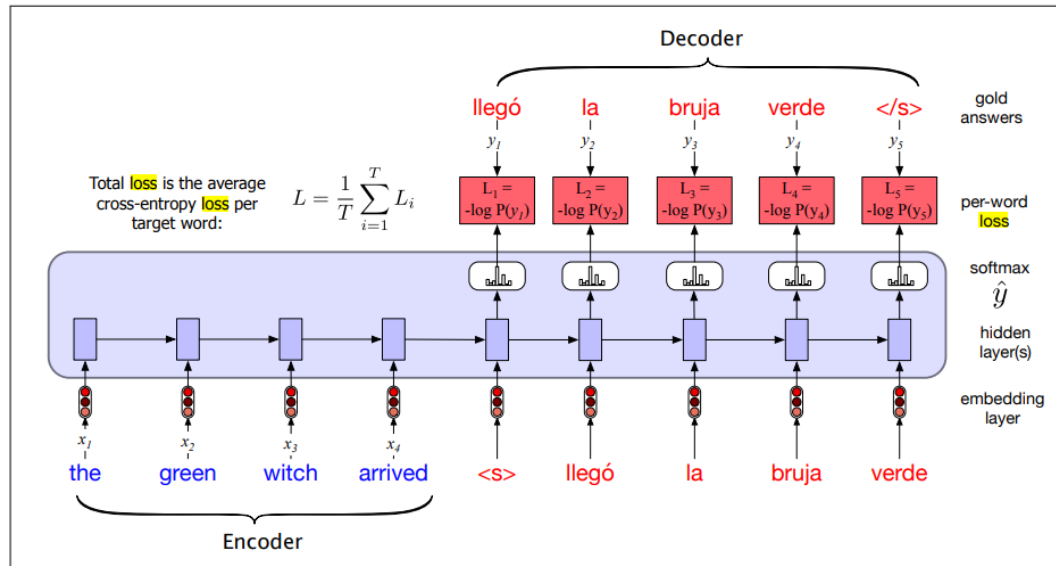 Decoder
llegó la bruja verde </s>
gold
answers
y1 y2 y3 y4 y5
Total loss is the average
cross-entropy loss per
target word:
L = \frac{1}{T} \sum_{i=1}^{T} L_i
L1 = L2 = L3 = L4 = L5 =
-log P(y1) -log P(y2) -log P(y3) -log P(y4) -log P(y5)
per-word
loss
softmax
ŷ
hidden
layer(s)
embedding
layer
x1 x2 x3 x4
the green witch arrived <s> llegó la bruja verde
Encoder